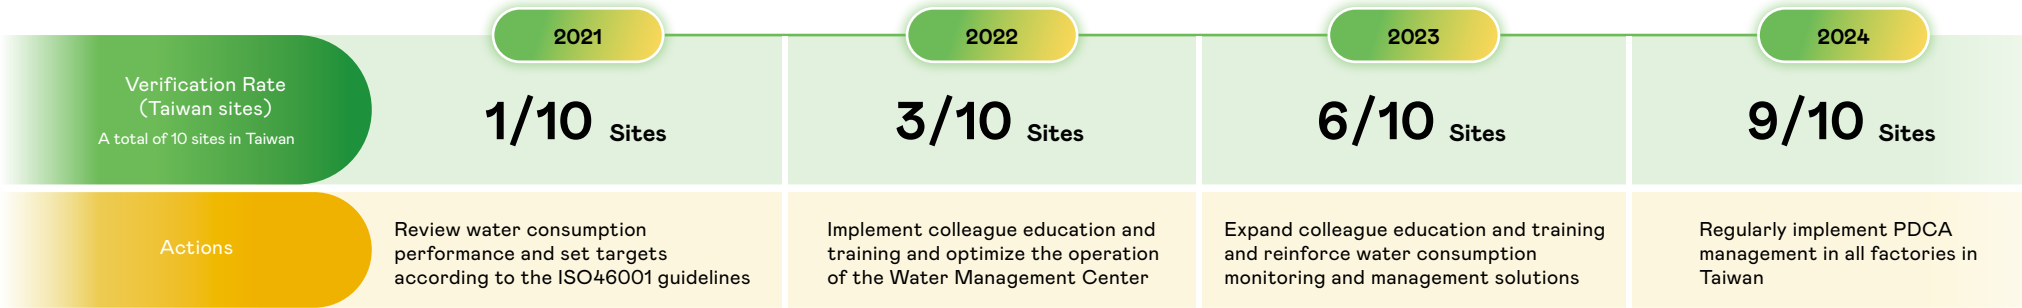 2021
2022
2023
2024
Verification Rate
(Taiwan sites)
A total of 10 sites in Taiwan
1/10 Sites
3/10 Sites
6/10 Sites
9/10 Sites
Actions
Review water consumption
performance and set targets
according to the ISO46001 guidelines
Implement colleague education and
training and optimize the operation
of the Water Management Center
Expand colleague education and training
and reinforce water consumption
monitoring and management solutions
Regularly implement PDCA
management in all factories in
Taiwan